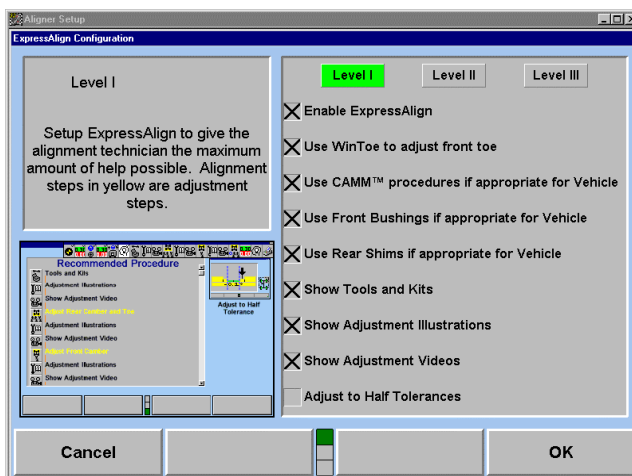 Aligner Setup
ExpressAlign Configuration
Level I
Setup ExpressAlign to give the
alignment technician the maximum
amount of help possible. Alignment
steps in yellow are adjustment
steps.
Recommended Procedure
Tools and Kits
Adjustment Illustrations
Show Adjustment Video
Adjust Rear Camber and Toe
Adjustment Illustrations
Show Adjustment Video
Adjust Front Camber
Adjustment Illustrations
Show Adjustment Video
Adjust to Half
Tolerance
Level I
Level II
Level III
Enable ExpressAlign
Use WinToe to adjust front toe
Use CAMM™ procedures if appropriate for Vehicle
Use Front Bushings if appropriate for Vehicle
Use Rear Shims if appropriate for Vehicle
Show Tools and Kits
Show Adjustment Illustrations
Show Adjustment Videos
Adjust to Half Tolerances
Cancel
OK